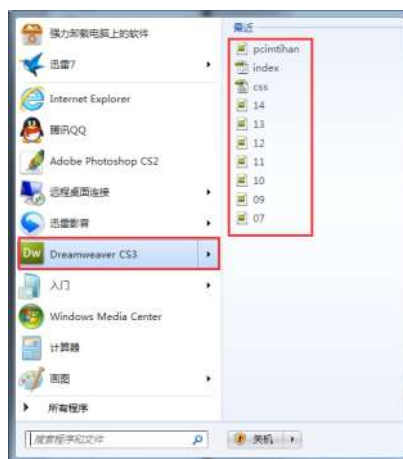 强力卸载电脑上的软件
迅雷7
Internet Explorer
腾讯QQ
Adobe Photoshop CS2
远程桌面连接
迅雷影音
Dw Dreamweaver CS3
入门
Windows Media Center
计算器
画图
所有程序
搜索程序和文件
最近
pcimtihan
index
css
14
13
12
11
10
09
07
关机